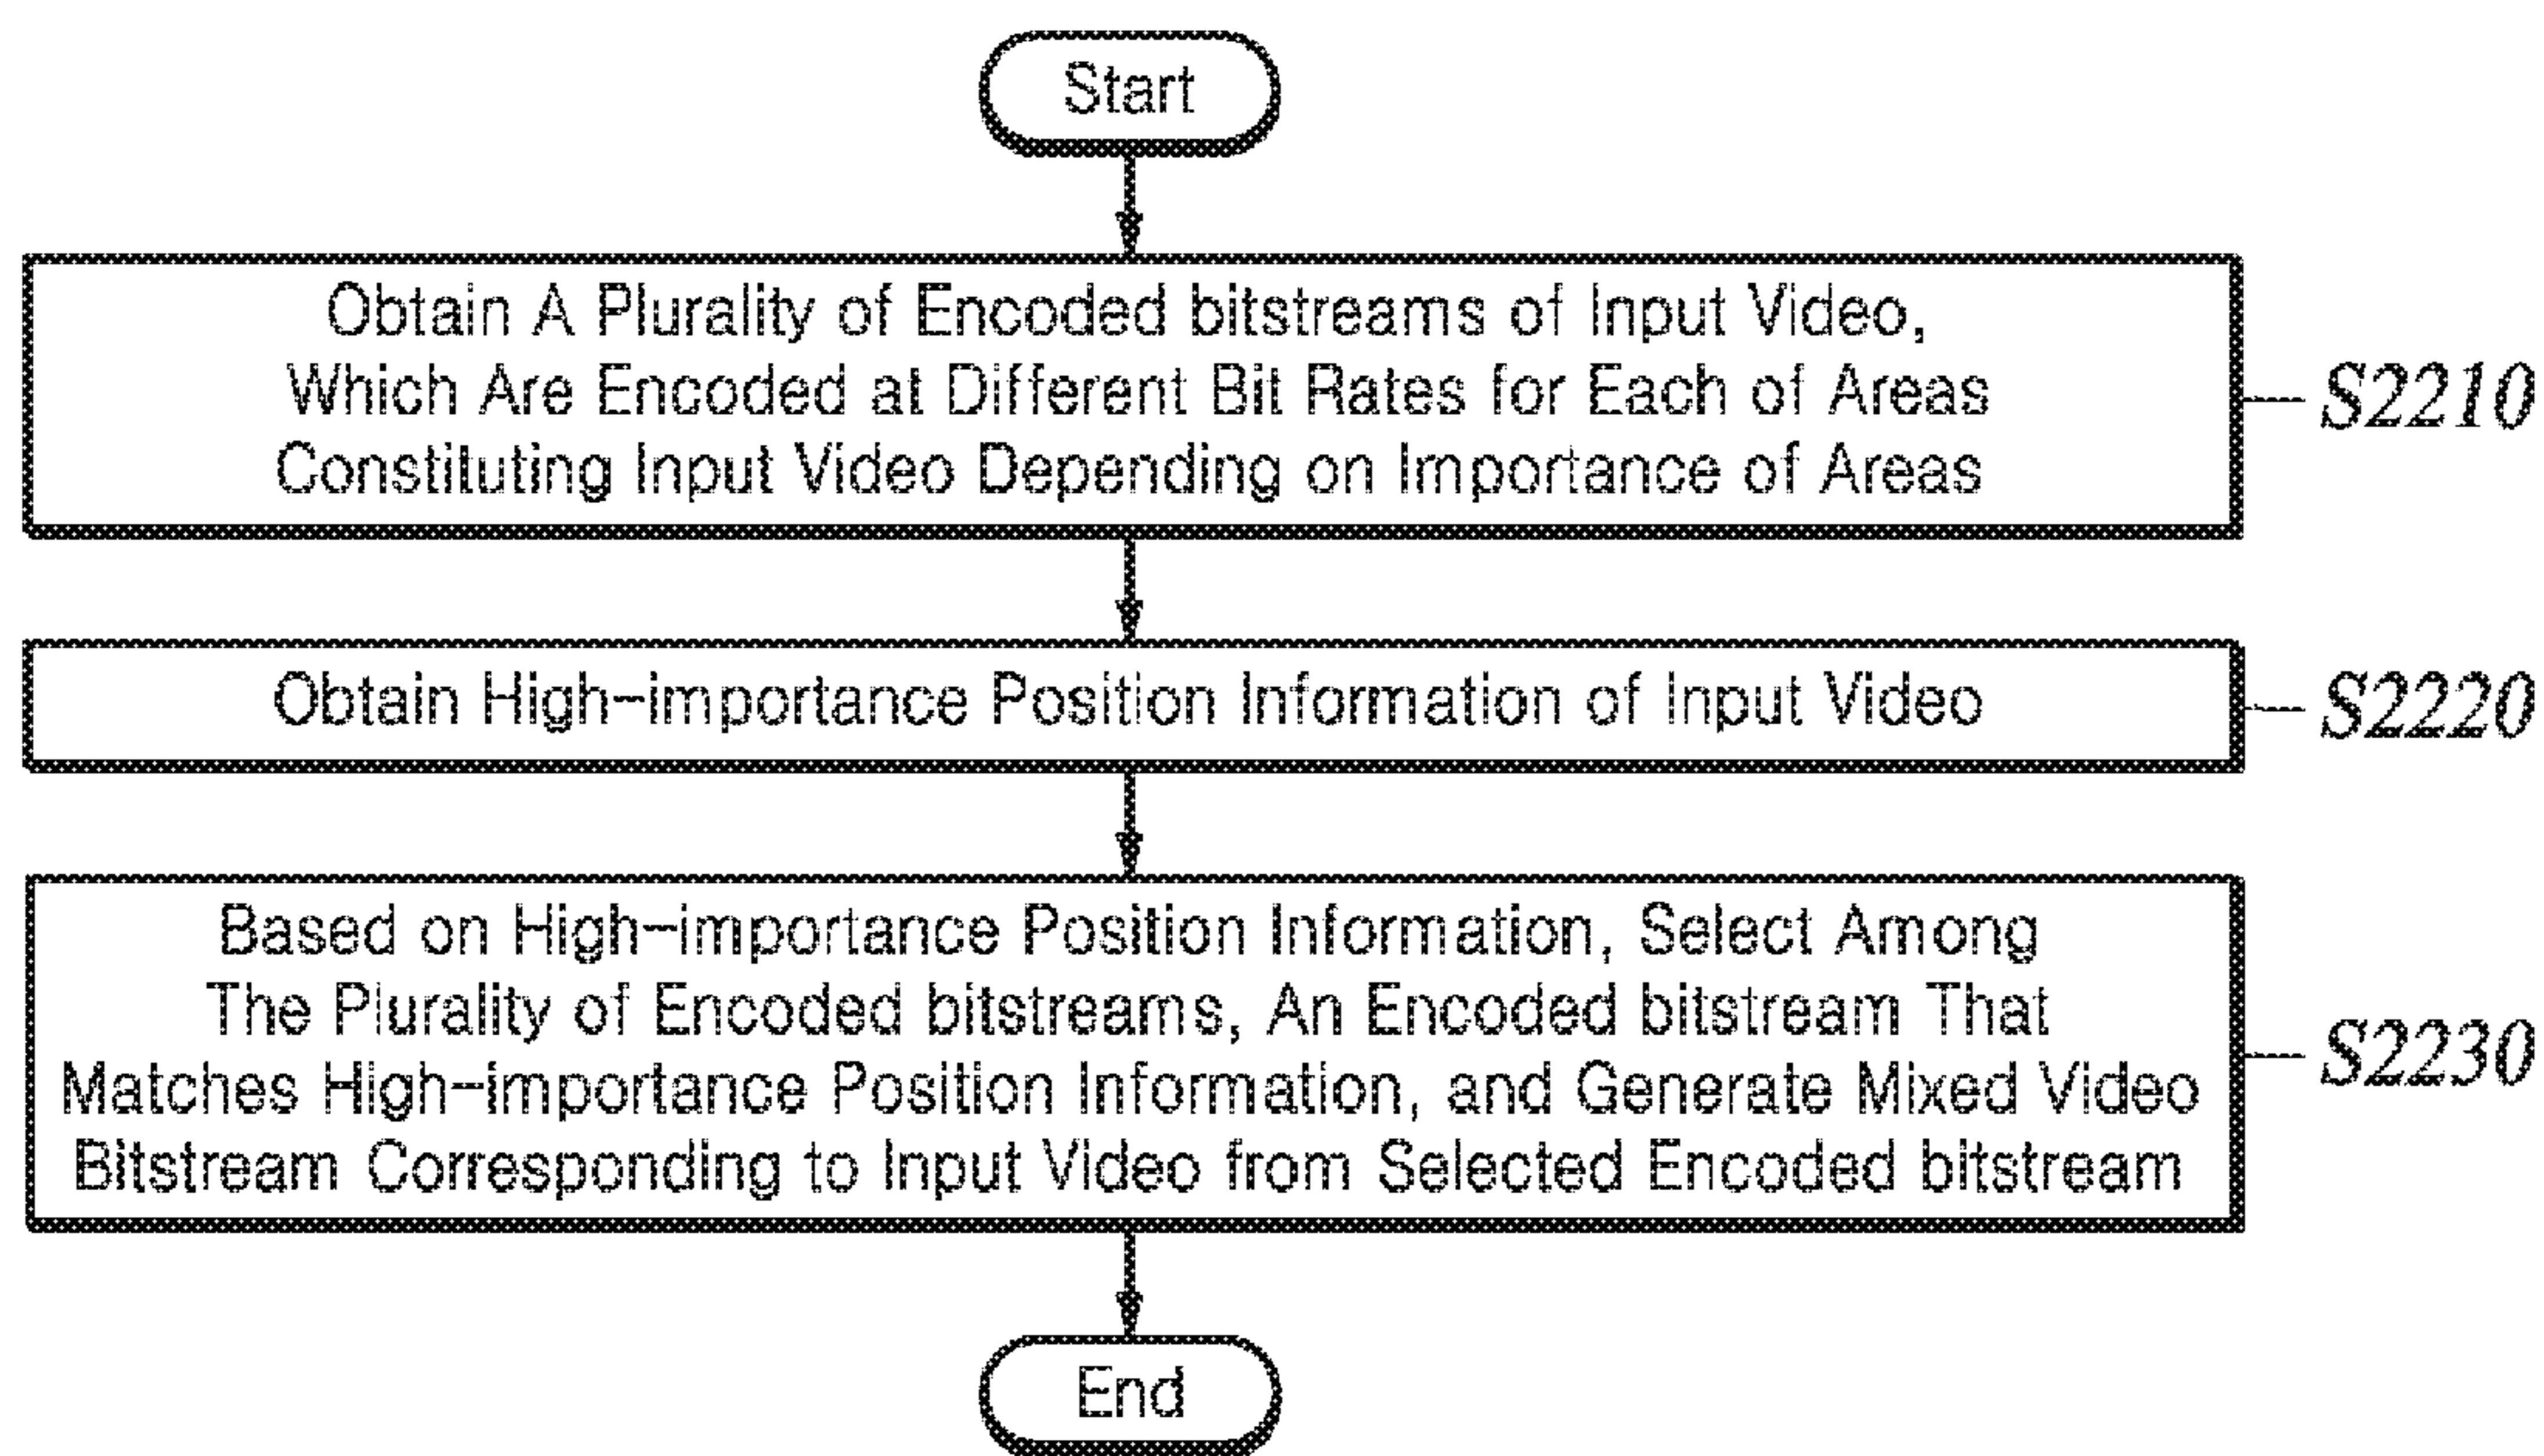 Start
Obtain A Plurality of Encoded bitstreams of Input Video,
Which Are Encoded at Different Bit Rates for Each of Areas
Constituting Input Video Depending on Importance of Areas
S2210
Obtain High-importance Position Information of Input Video
S2220
Based on High-importance Position Information, Select Among
The Plurality of Encoded bitstreams, An Encoded bitstream That
Matches High-importance Position Information, and Generate Mixed Video
Bitstream Corresponding to Input Video from Selected Encoded bitstream
S2230
End